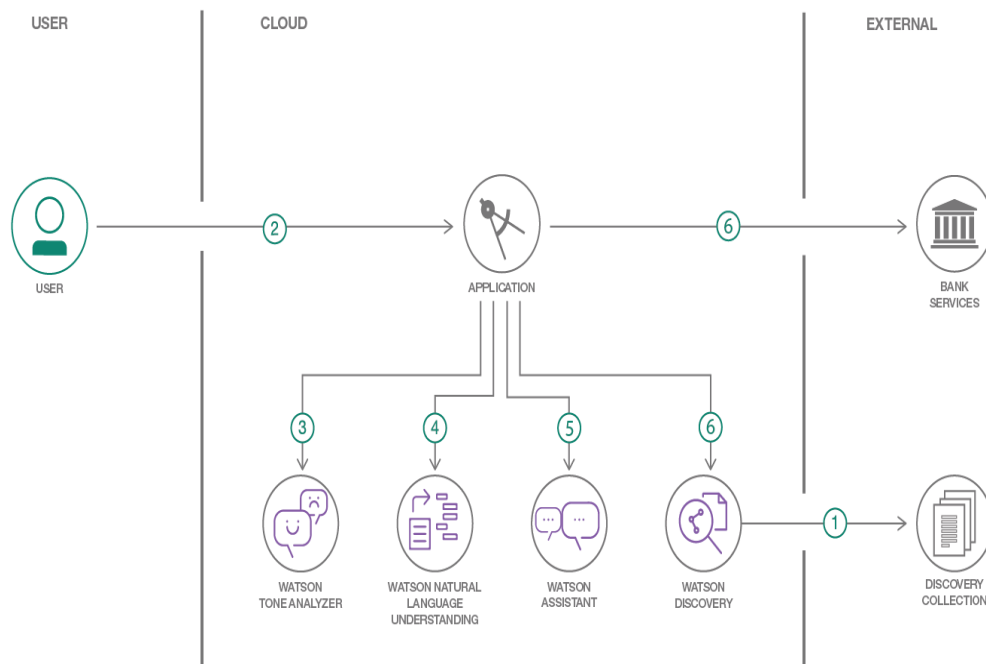 USER
CLOUD
EXTERNAL
2
6
USER
APPLICATION
BANK
SERVICES
3
4
5
6
1
WATSON
TONE ANALYZER
WATSON NATURAL
LANGUAGE
UNDERSTANDING
WATSON
ASSISTANT
WATSON
DISCOVERY
DISCOVERY
COLLECTION